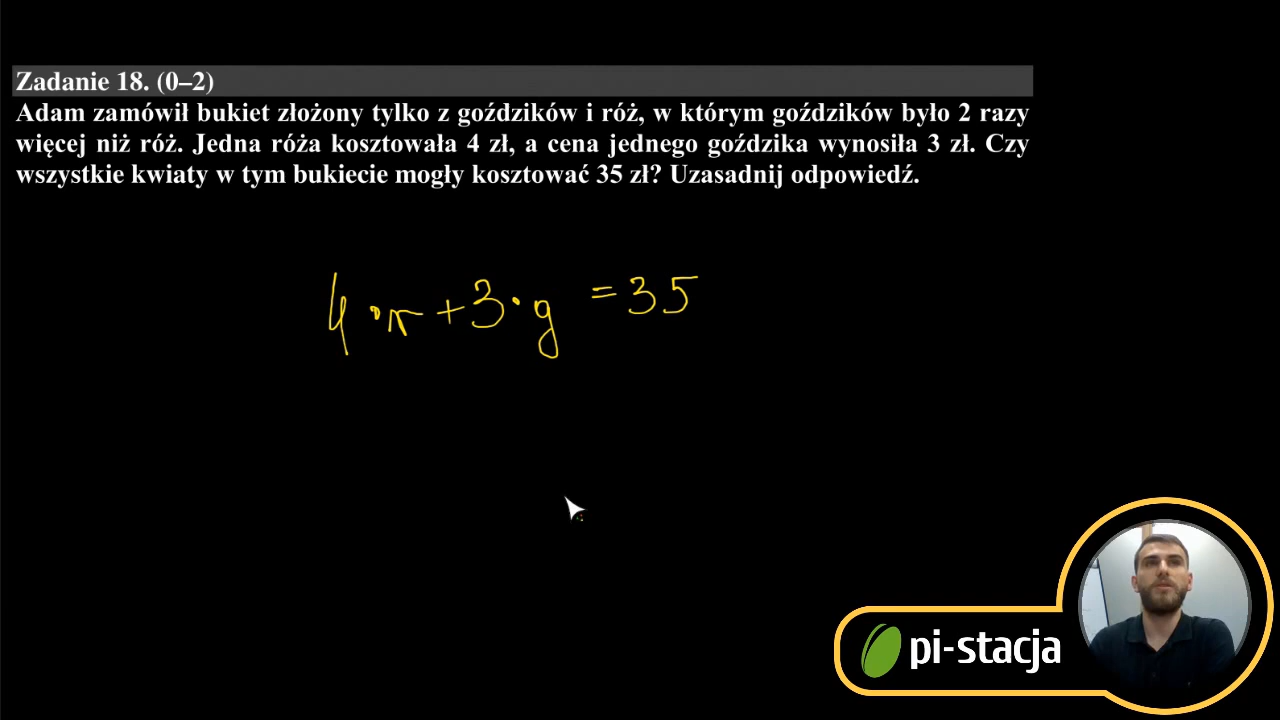 Zadanie 18. (0–2)
Adam zamówił bukiet złożony tylko z goździków i róż, w którym goździków było 2 razy
więcej niż róż. Jedna róża kosztowała 4 zł, a cena jednego goździka wynosiła 3 zł. Czy
wszystkie kwiaty w tym bukiecie mogły kosztować 35 zł? Uzasadnij odpowiedź.
4·r+3·g =35
pi-stacja